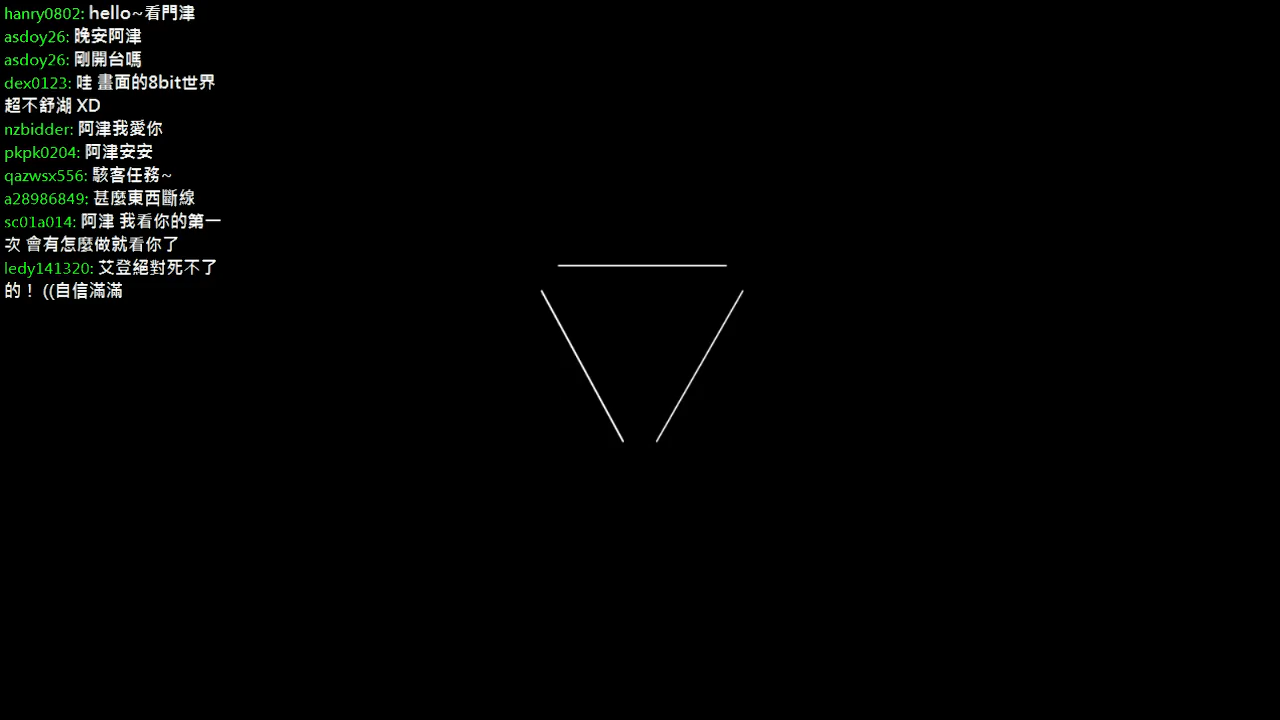 hanry0802: hello~看門津
asdoy26: 晚安阿津
asdoy26: 剛開台嗎
dex0123: 哇 畫面的8bit世界
超不舒湖 XD
nzbidder: 阿津我愛你
pkpk0204: 阿津安安
qazwsx556: 駭客任務~
a28986849: 甚麼東西斷線
sc01a014: 阿津 我看你的第一
次 會有怎麼做就看你了
ledy141320: 艾登絕對死不了
的！ ((自信滿滿